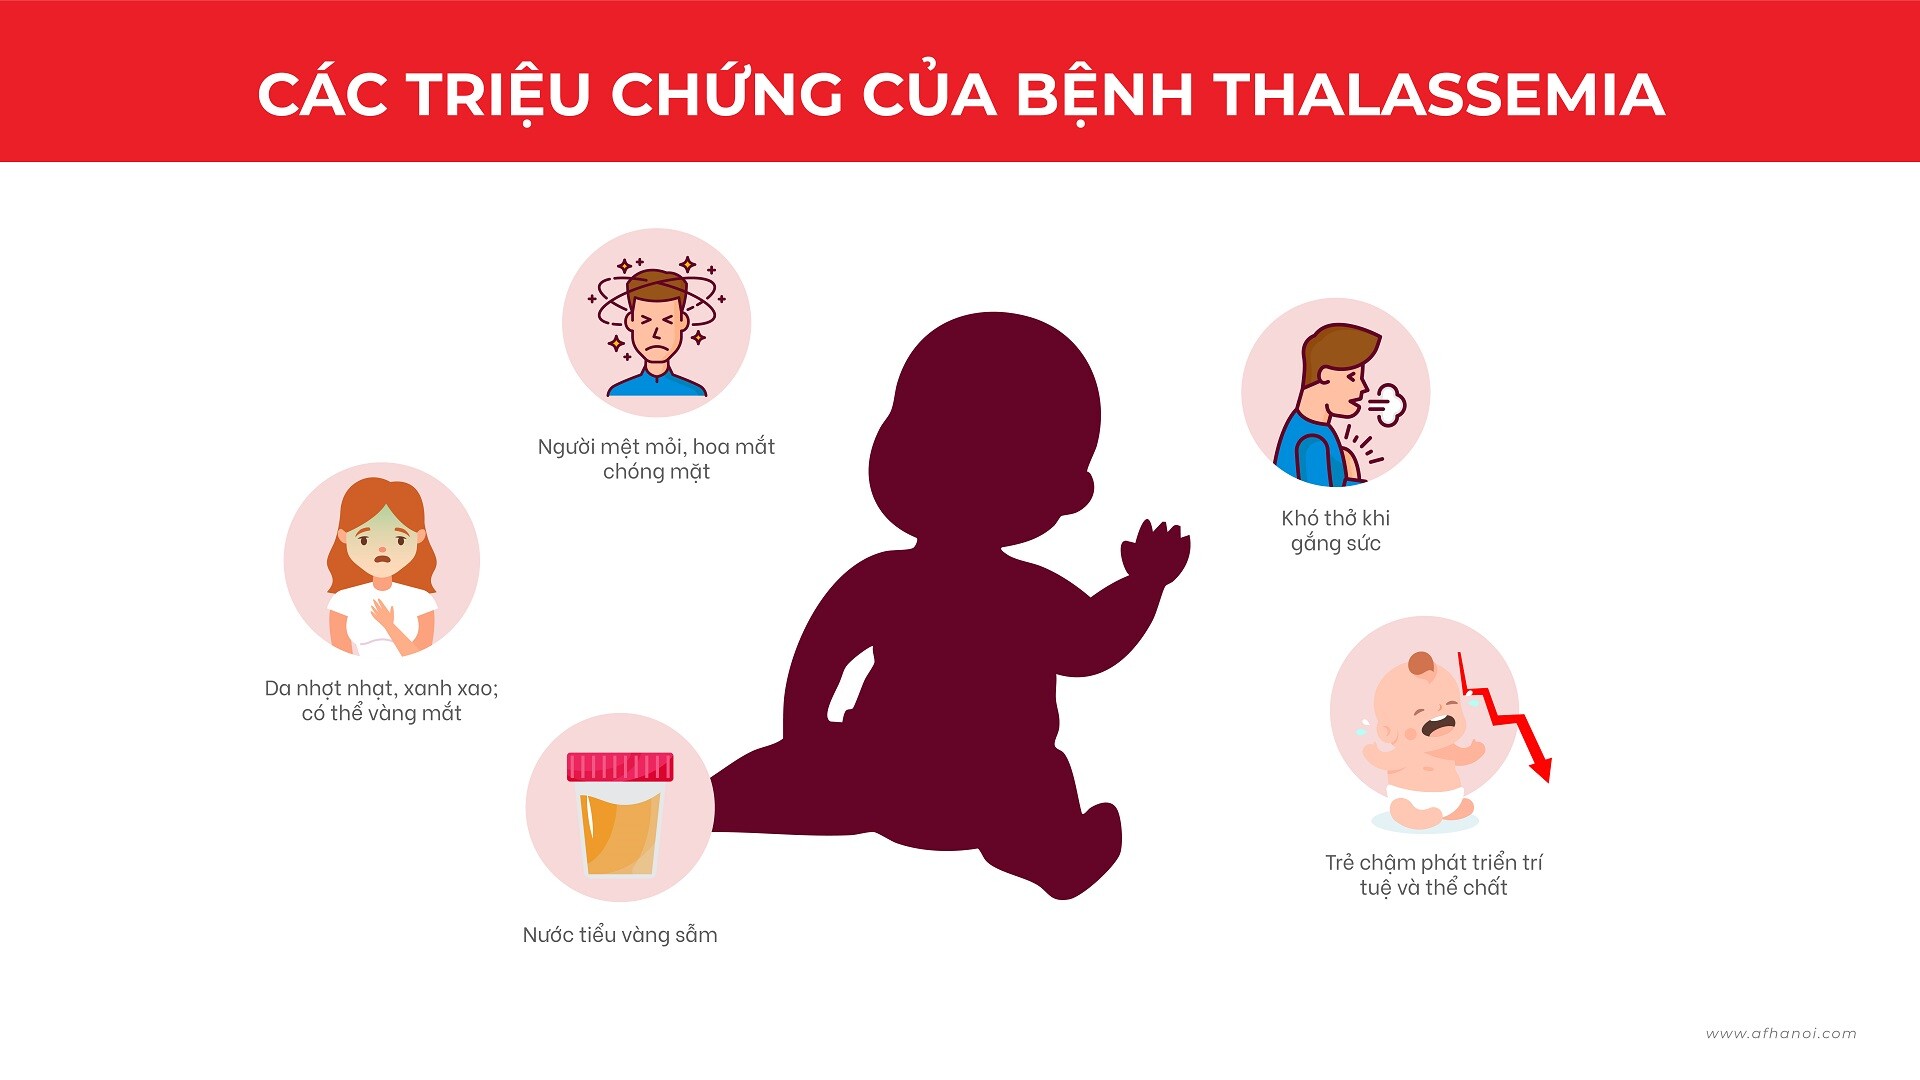 CÁC TRIỆU CHỨNG CỦA BỆNH THALASSEMIA
Người mệt mỏi, hoa mắt
chóng mặt
Khó thở khi
gắng sức
Da nhợt nhạt, xanh xao;
có thể vàng mắt
Trẻ chậm phát triển trí
tuệ và thể chất
Nước tiểu vàng sẫm
www.afhanoi.com